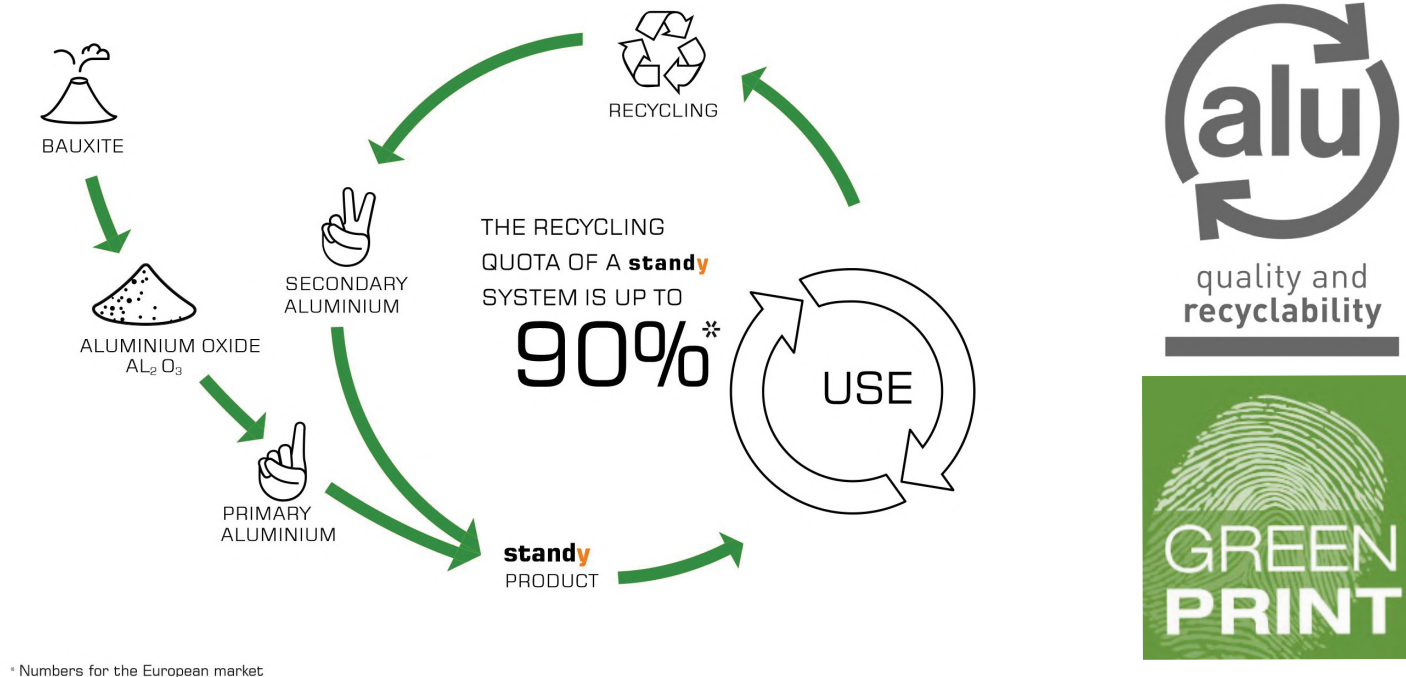 RECYCLING
BAUXITE
THE RECYCLING
QUOTA OF A standy
SYSTEM IS UP TO
90%*
SECONDARY
ALUMINIUM
ALUMINIUM OXIDE
AL₂ O₃
USE
PRIMARY
ALUMINIUM
standy
PRODUCT
* Numbers for the European market
alu
quality and
recyclability
GREEN
PRINT